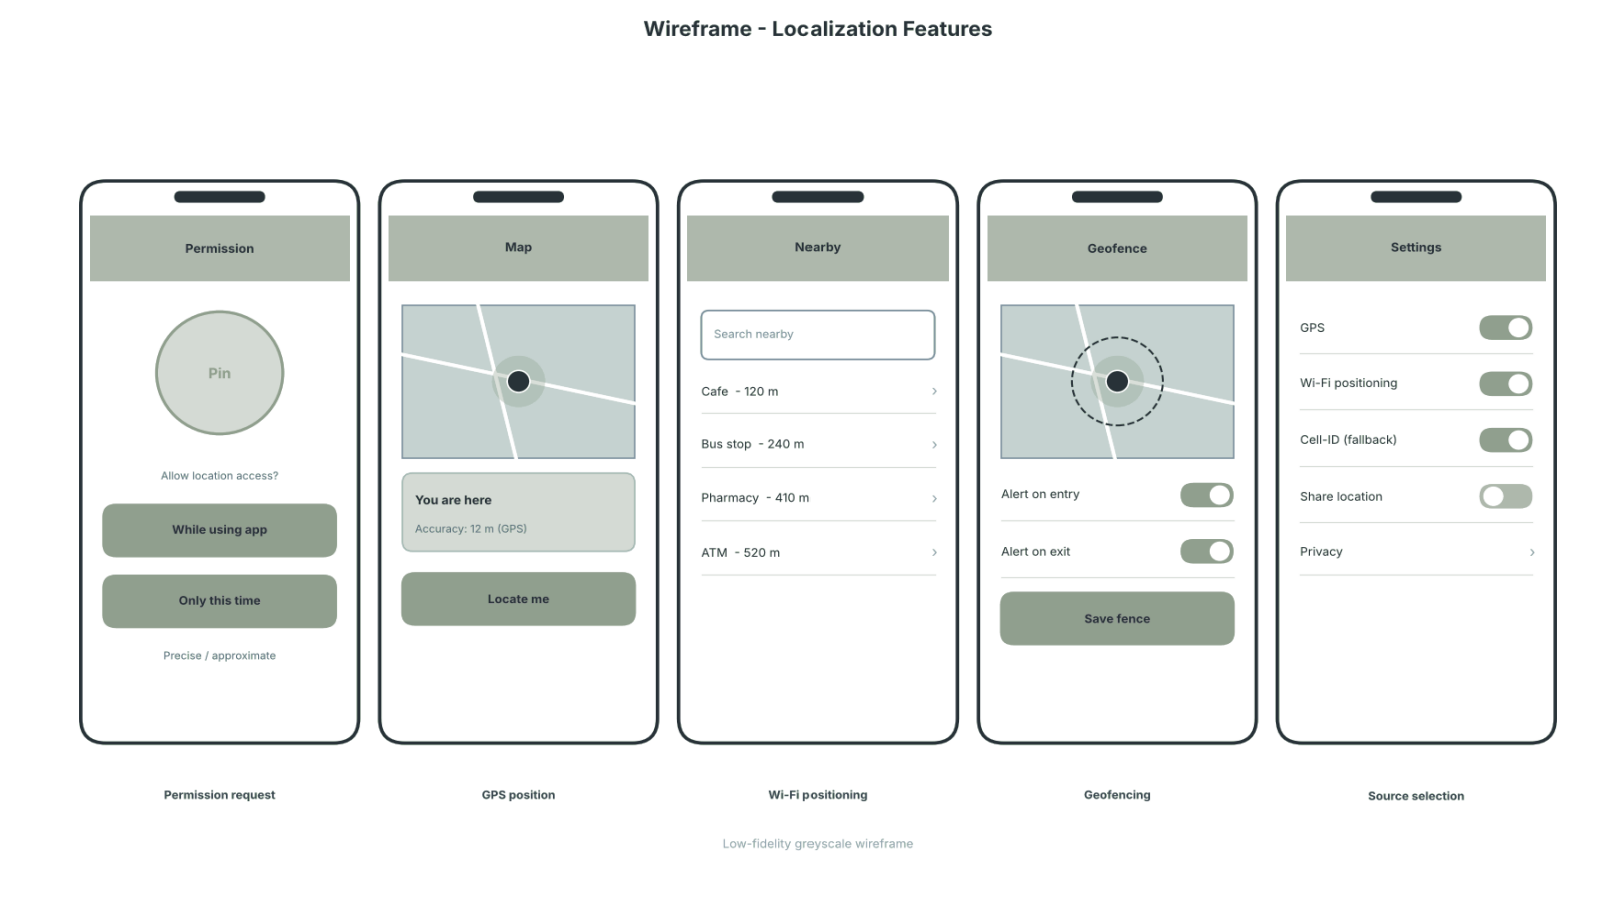 Wireframe - Localization Features
Permission
Pin
Allow location access?
While using app
Only this time
Precise / approximate
Permission request
Map
You are here
Accuracy: 12 m (GPS)
Locate me
GPS position
Nearby
Search nearby
Cafe - 120 m
Bus stop - 240 m
Pharmacy - 410 m
ATM - 520 m
Wi-Fi positioning
Geofence
Alert on entry
Alert on exit
Save fence
Geofencing
Settings
GPS
Wi-Fi positioning
Cell-ID (fallback)
Share location
Privacy
Source selection
Low-fidelity greyscale wireframe